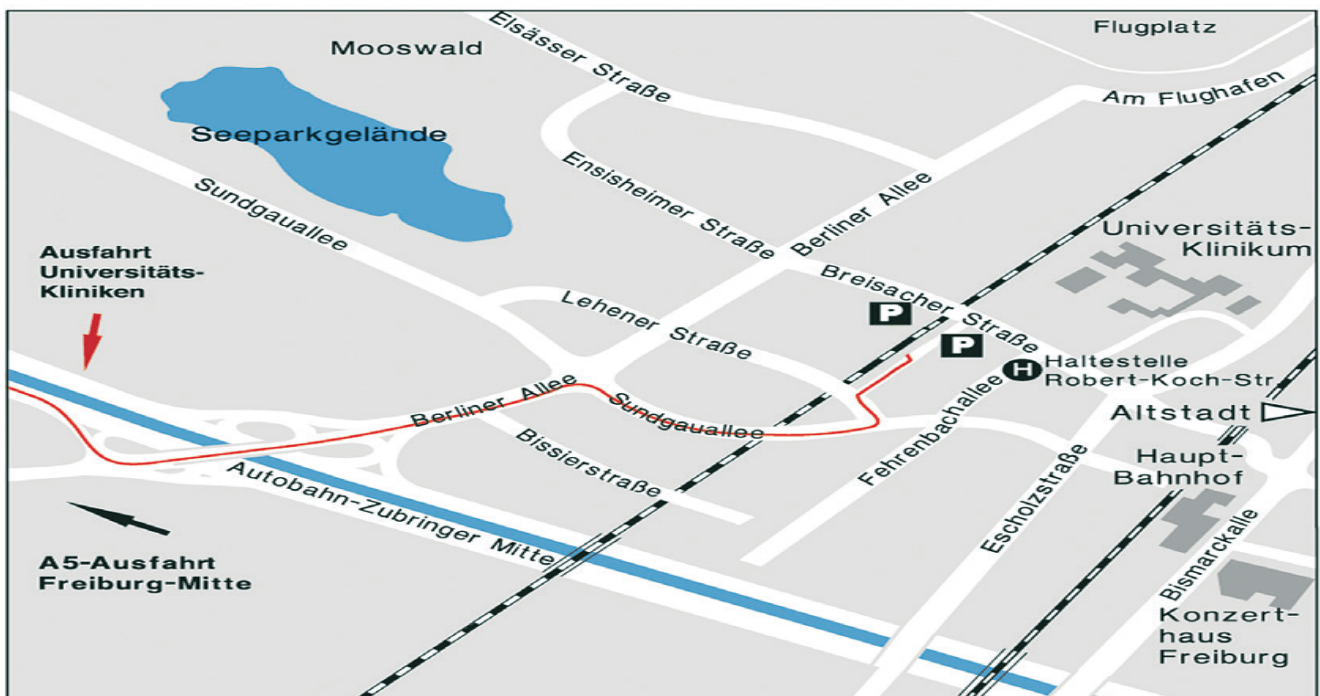 Flugplatz
Elsässer Straße
Mooswald
Am Flughafen
Seeparkgelände
Ensisheimer Straße
Berliner Allee
Sundgauallee
Universitäts-
Klinikum
Ausfahrt
Universitäts-
Kliniken
Breisacher Straße
Lehener Straße
P
P
H
Haltestelle
Robert-Koch-Str
Berliner Allee
Sundgauallee
Fehrenbachallee
Altstadt
Bissierstraße
Haupt-
Bahnhof
Autobahn-Zubringer Mitte
Escholzstraße
Bismarckalle
A5-Ausfahrt
Freiburg-Mitte
Konzert-
haus
Freiburg